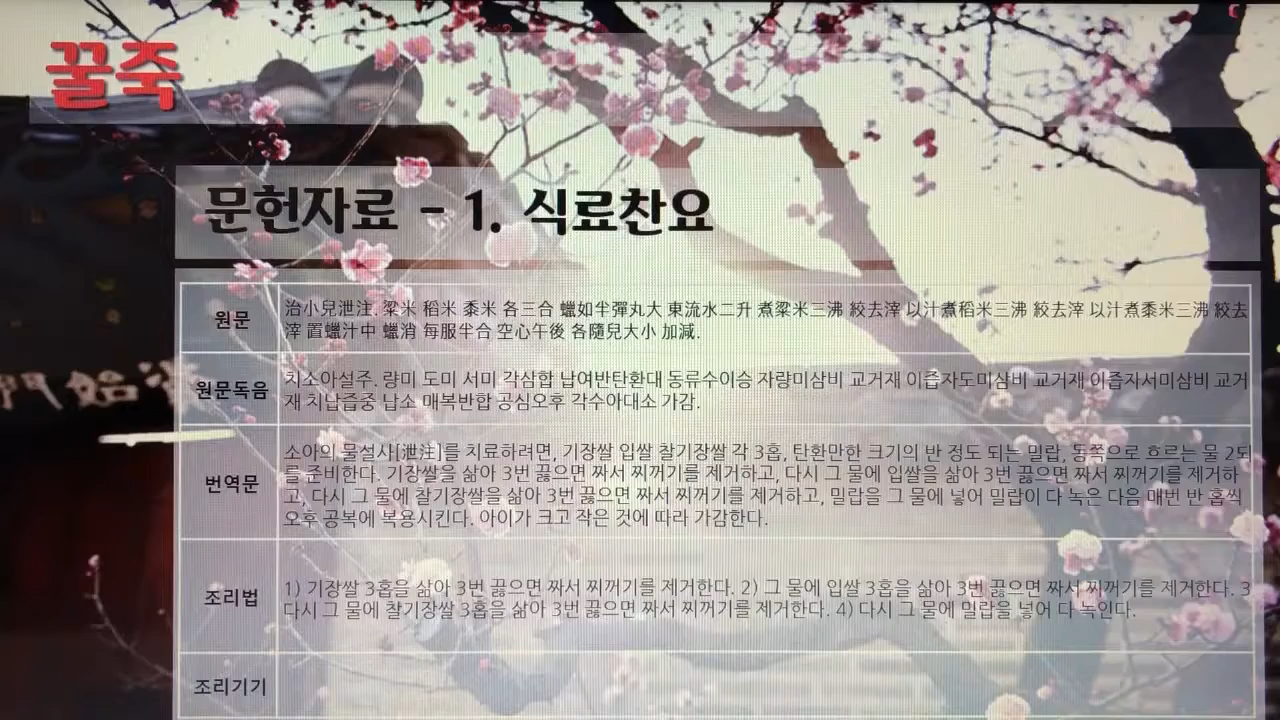 꿀죽
문헌자료 - 1. 식료찬요
원문
治小兒泄注. 梁米 稻米 黍米 各三合 蠟如半彈丸大 東流水二升 煮梁米三沸 絞去滓 以汁煮稻米三沸 絞去滓 以汁煮黍米三沸 絞去
滓 置蠟汁中 蠟消 每服半合 空心午後 各隨兒大小 加減.
원문독음
치소아설주. 량미 도미 서미 각삼합 납여반탄환대 동류수이승 자량미삼비 교거재 이즙자도미삼비 교거재 이즙자서미삼비 교거
재 치납즙중 납소 매복반합 공심오후 각수아대소 가감.
번역문
소아의 물설사[泄注]를 치료하려면, 기장쌀 입쌀 찰기장쌀 각 3홉, 탄환만한 크기의 반 정도 되는 밀랍, 동쪽으로 흐르는 물 2되
를 준비한다. 기장쌀을 삶아 3번 끓으면 짜서 찌꺼기를 제거하고, 다시 그 물에 입쌀을 삶아 3번 끓으면 짜서 찌꺼기를 제거하
고, 다시 그 물에 찰기장쌀을 삶아 3번 끓으면 짜서 찌꺼기를 제거하고, 밀랍을 그 물에 넣어 밀랍이 다 녹은 다음 매번 반 홉씩
오후 공복에 복용시킨다. 아이가 크고 작은 것에 따라 가감한다.
조리법
1) 기장쌀 3홉을 삶아 3번 끓으면 짜서 찌꺼기를 제거한다. 2) 그 물에 입쌀 3홉을 삶아 3번 끓으면 짜서 찌꺼기를 제거한다. 3
다시 그 물에 찰기장쌀 3홉을 삶아 3번 끓으면 짜서 찌꺼기를 제거한다. 4) 다시 그 물에 밀랍을 넣어 다 녹인다.
조리기기